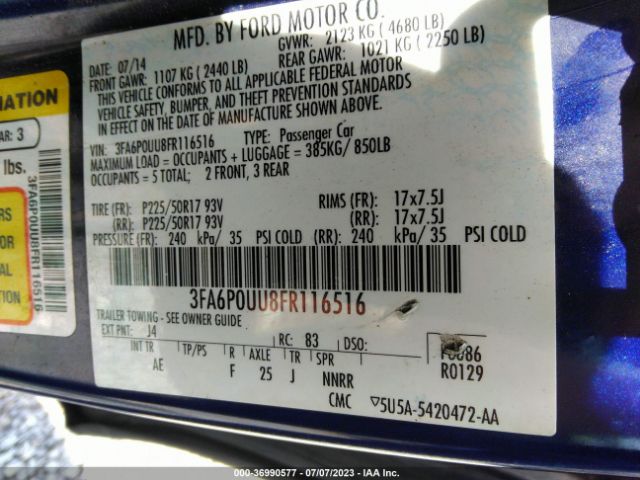 MFD. BY FORD MOTOR CO.
DATE: 07/14
GVWR: 2123 KG (4680 LB)
FRONT GAWR: 1107 KG (2440 LB)
REAR GAWR: 1021 KG (2250 LB)
THIS VEHICLE CONFORMS TO ALL APPLICABLE FEDERAL MOTOR
VEHICLE SAFETY, BUMPER, AND THEFT PREVENTION STANDARDS
IN EFFECT ON THE DATE OF MANUFACTURE SHOWN ABOVE.
VIN: 3FA6P0UU8FR116516 TYPE: Passenger Car
MAXIMUM LOAD = OCCUPANTS + LUGGAGE = 385KG/ 850LB
OCCUPANTS = 5 TOTAL; 2 FRONT, 3 REAR
TIRE (FR): P225/50R17 93V RIMS (FR): 17x7.5J
(RR): P225/50R17 93V (RR): 17x7.5J
PRESSURE (FR): 240 kPa/ 35 PSI COLD (RR): 240 kPa/ 35 PSI COLD
3FA6P0UU8FR116516
TRAILER TOWING - SEE OWNER GUIDE
EXT PNT: J4 RC: 83 DSO:
INT TR TP/PS R AXLE TR SPR
AE F 25 J NNRR
R0129
CMC ▽5U5A-5420472-AA
MATION
AR: 3
lbs.
RS
OR
3FA6P0UU8FR116516
000-36990577 - 07/07/2023 - IAA Inc.